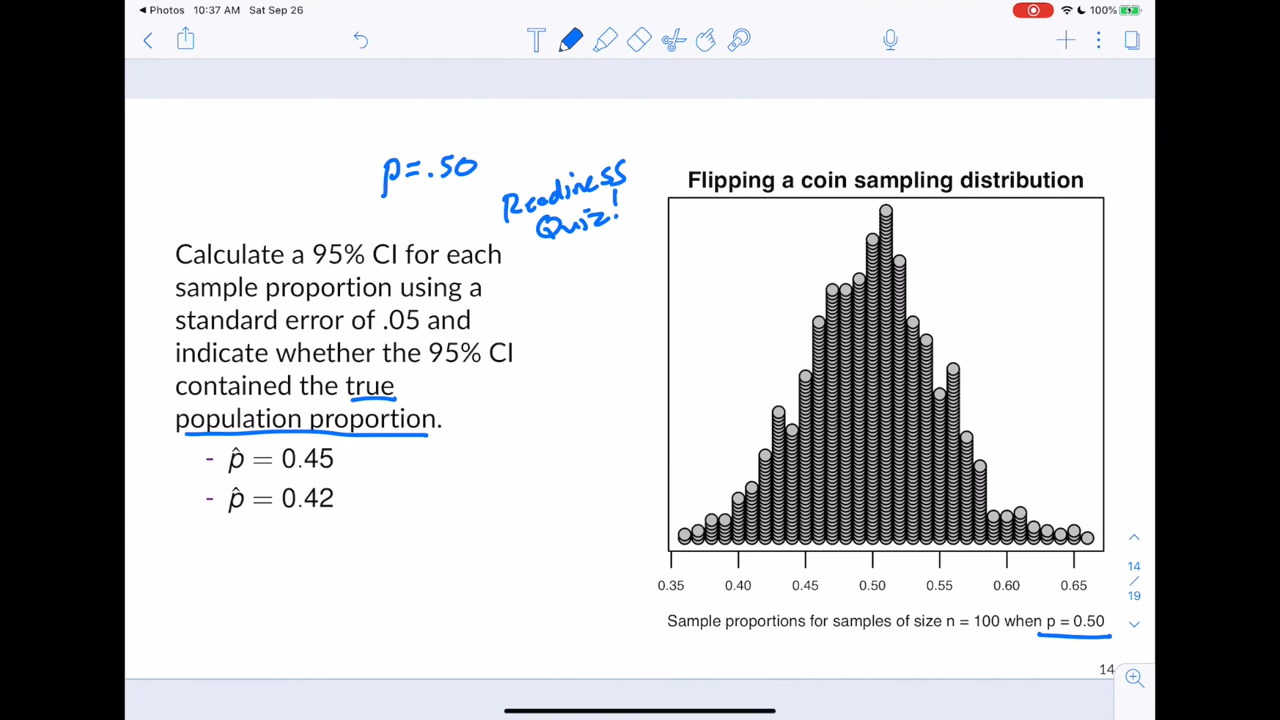 Photos 10:37 AM Sat Sep 26 100%
T
p=.50
Readiness
Quiz!
Calculate a 95% CI for each
sample proportion using a
standard error of .05 and
indicate whether the 95% CI
contained the true
population proportion.
- p̂ = 0.45
- p̂ = 0.42
Flipping a coin sampling distribution
0.35 0.40 0.45 0.50 0.55 0.60 0.65
Sample proportions for samples of size n = 100 when p = 0.50
14
/
19
14